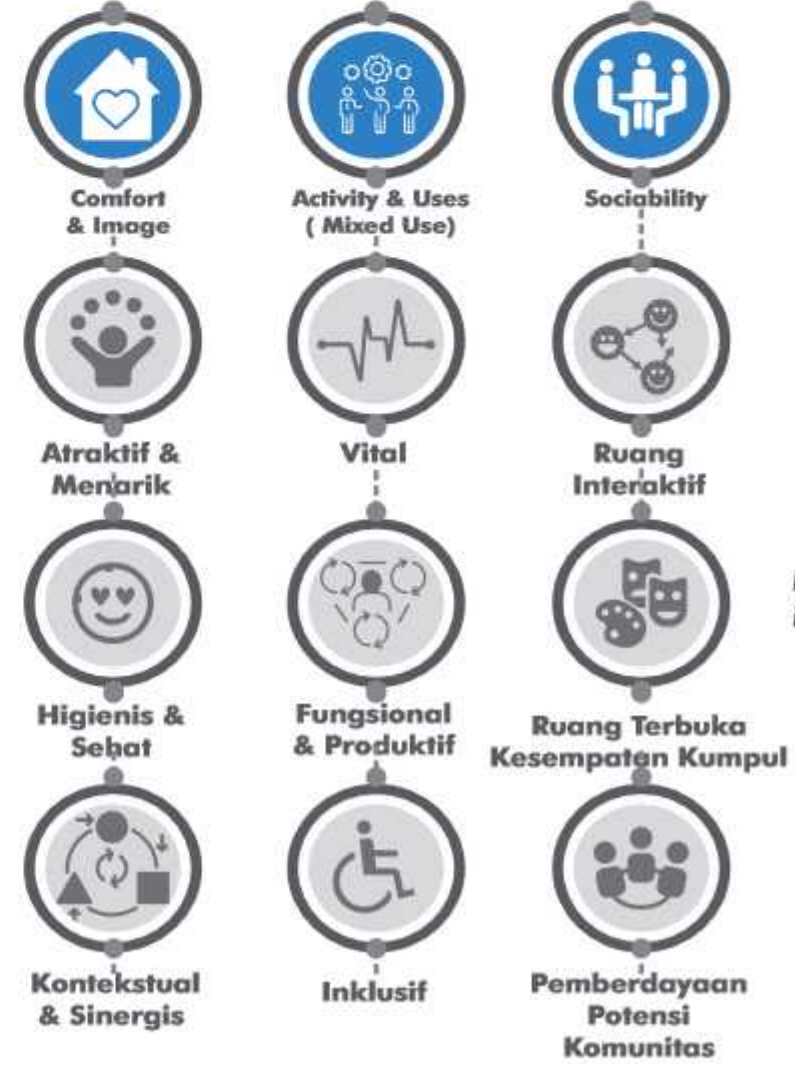 Comfort
& Image
Activity & Uses
( Mixed Use)
Sociability
Atraktif &
Menarik
Vital
Ruang
Interaktif
Higienis &
Sehat
Fungsional
& Produktif
Ruang Terbuka
Kesempatan Kumpul
Kontekstual
& Sinergis
Inklusif
Pemberdayaan
Potensi
Komunitas